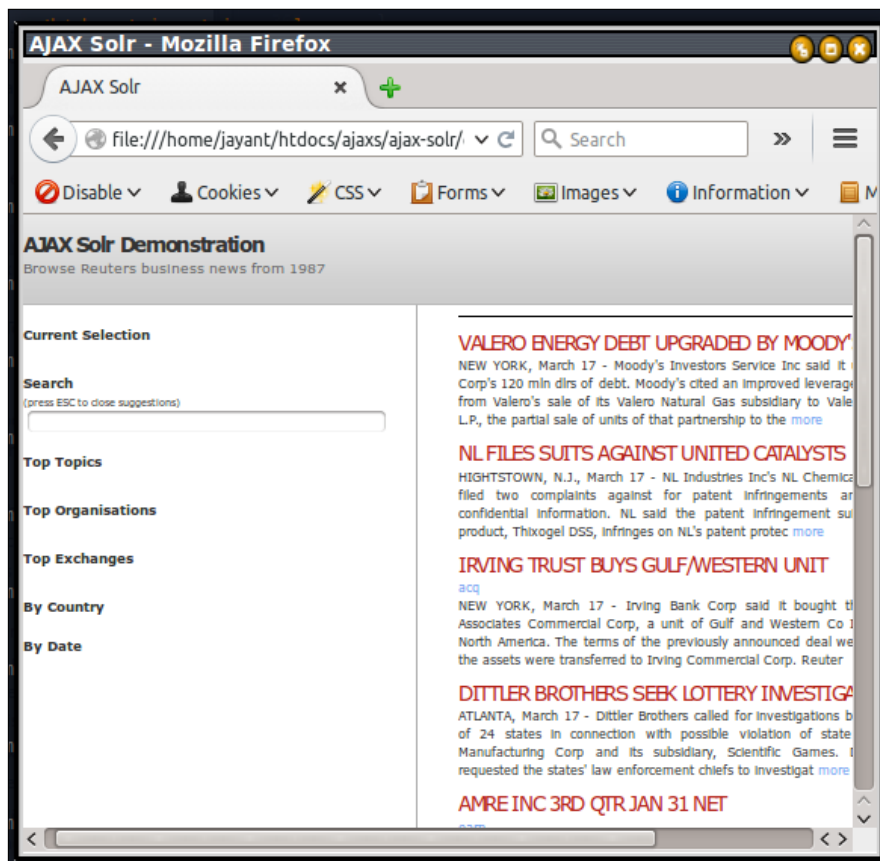 AJAX Solr - Mozilla Firefox
AJAX Solr
file:///home/jayant/htdocs/ajaxs/ajax-solr/
Search
Disable Cookies CSS Forms Images Information M
AJAX Solr Demonstration
Browse Reuters business news from 1987
Current Selection
Search
(press ESC to close suggestions)
Top Topics
Top Organisations
Top Exchanges
By Country
By Date
VALERO ENERGY DEBT UPGRADED BY MOODY'
NEW YORK, March 17 - Moody's Investors Service Inc said it
Corp's 120 mln dlrs of debt. Moody's cited an improved leverage
from Valero's sale of its Valero Natural Gas subsidiary to Vale
L.P., the partial sale of units of that partnership to the more
NL FILES SUITS AGAINST UNITED CATALYSTS
HIGHTSTOWN, N.J., March 17 - NL Industries Inc's NL Chemica
filed two complaints against for patent infringements an
confidential information. NL said the patent infringement sui
product, Thixogel DSS, infringes on NL's patent protec more
IRVING TRUST BUYS GULF/WESTERN UNIT
acq
NEW YORK, March 17 - Irving Bank Corp said it bought th
Associates Commercial Corp, a unit of Gulf and Western Co I
North America. The terms of the previously announced deal we
the assets were transferred to Irving Commercial Corp. Reuter
DITTLER BROTHERS SEEK LOTTERY INVESTIGA
ATLANTA, March 17 - Dittler Brothers called for investigations b
of 24 states in connection with possible violation of state
Manufacturing Corp and its subsidiary, Scientific Games.
requested the states' law enforcement chiefs to investigat more
AMRE INC 3RD QTR JAN 31 NET